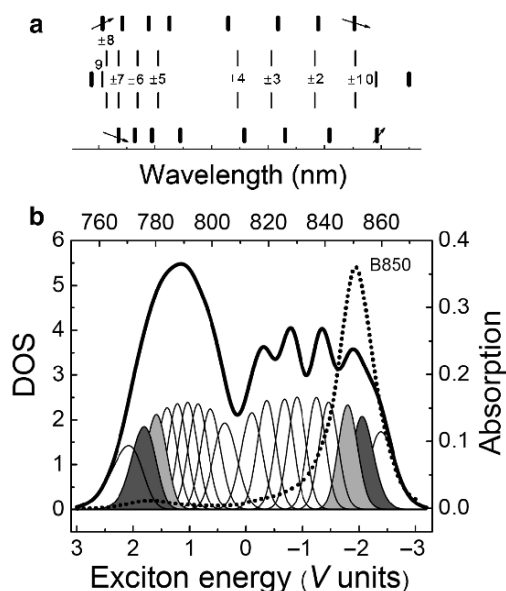 a
±8
9
±7
±6
±5
±4
±3
±2
±1
0
Wavelength (nm)
b
760 780 800 820 840 860
6
5
4
3
2
1
0
DOS
B850
0.4
0.3
0.2
0.1
0.0
Absorption
3 2 1 0 −1 −2 −3
Exciton energy (V units)